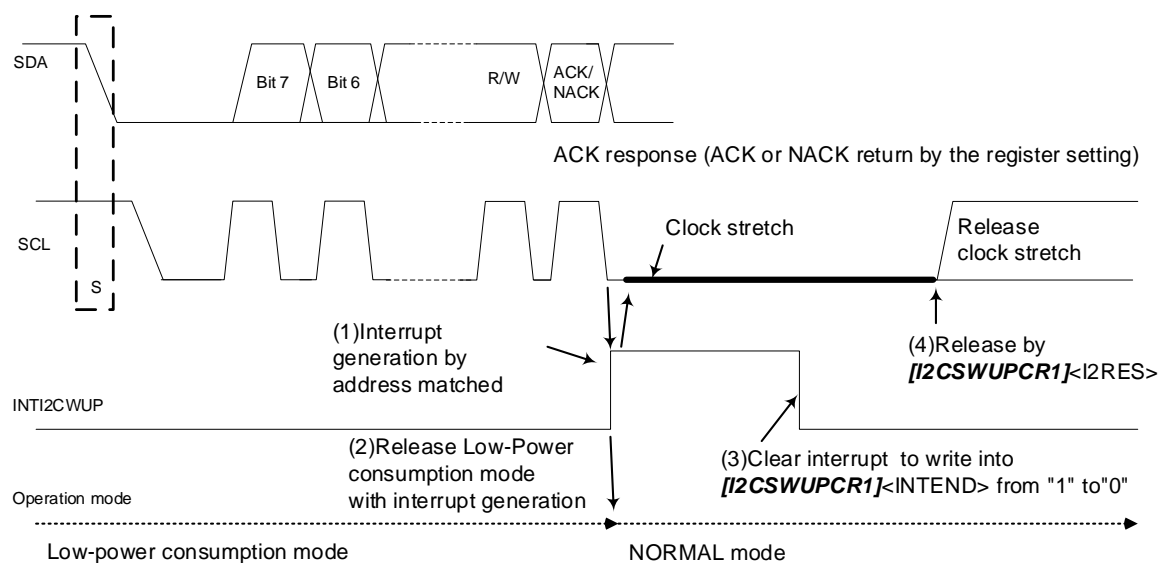 SDA
Bit 7
Bit 6
R/W
ACK/
NACK
ACK response (ACK or NACK return by the register setting)
SCL
S
Clock stretch
Release
clock stretch
(1)Interrupt
generation by
address matched
(4)Release by
[I2CSWUPCR1]<I2RES>
INTI2CWUP
(2)Release Low-Power
consumption mode
with interrupt generation
(3)Clear interrupt to write into
[I2CSWUPCR1]<INTEND> from "1" to"0"
Operation mode
Low-power consumption mode
NORMAL mode